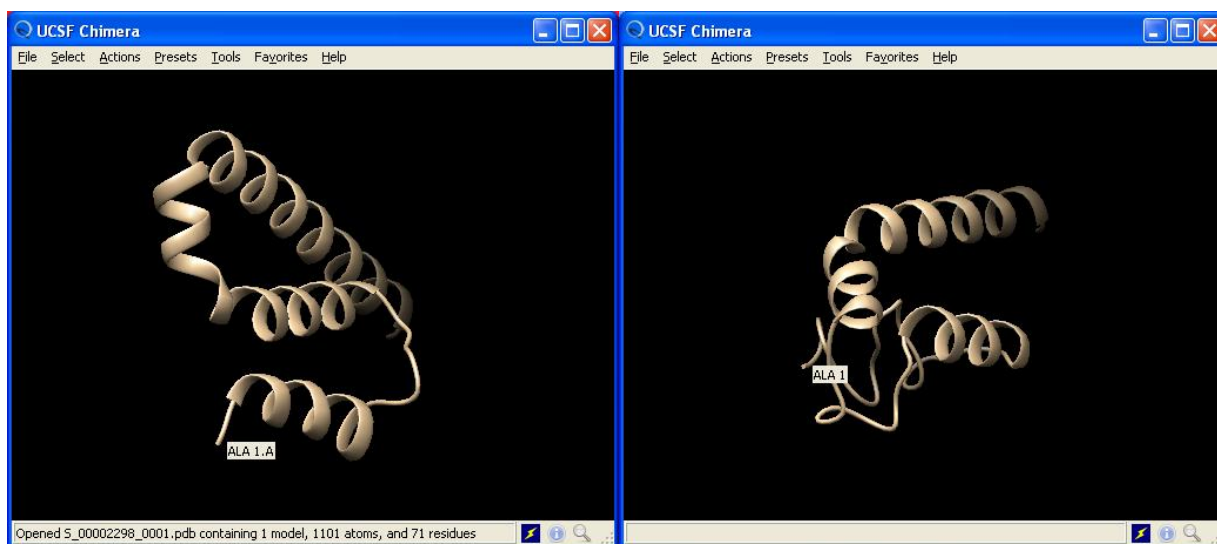 UCSF Chimera
File Select Actions Presets Tools Favorites Help
ALA 1.A
Opened S_00002298_0001.pdb containing 1 model, 1101 atoms, and 71 residues
UCSF Chimera
File Select Actions Presets Tools Favorites Help
ALA 1